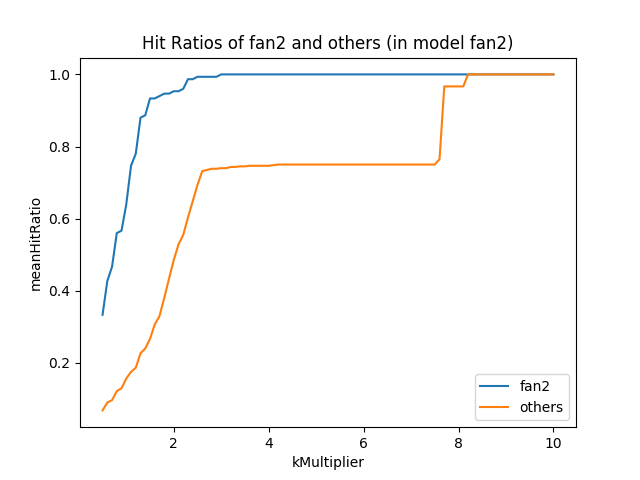 Hit Ratios of fan2 and others (in model fan2)
1.0
0.8
0.6
0.4
0.2
meanHitRatio
2 4 6 8 10
kMultiplier
fan2
others